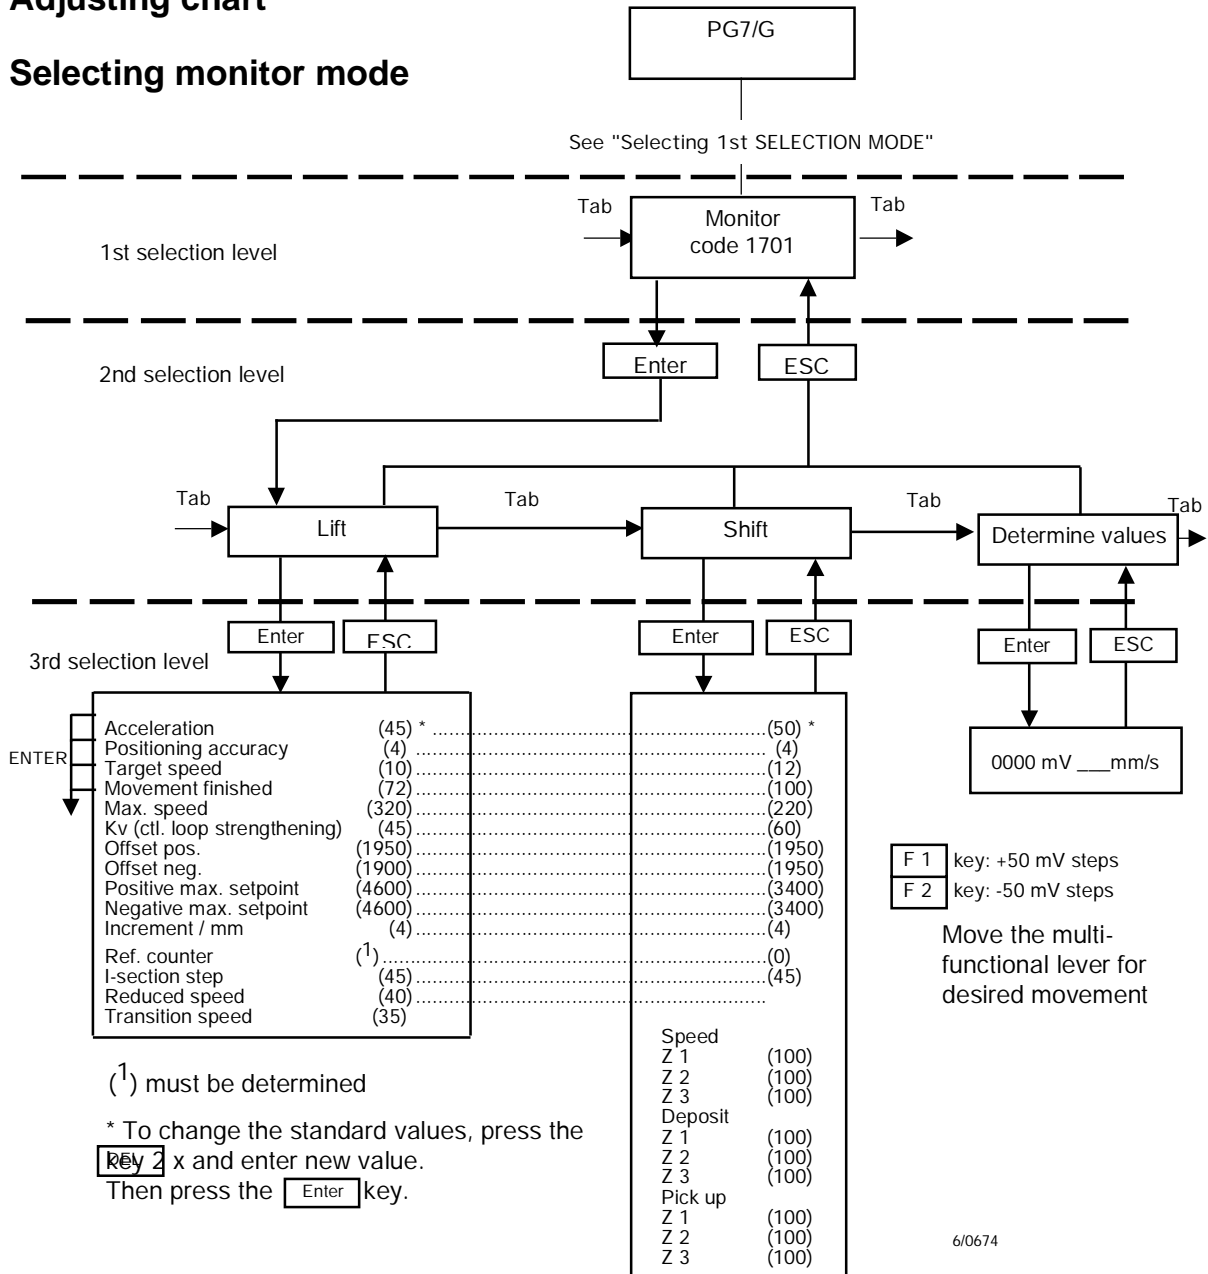 Adjusting chart
Selecting monitor mode
PG7/G
See "Selecting 1st SELECTION MODE"
Tab
Monitor
code 1701
Tab
1st selection level
Enter
ESC
2nd selection level
Tab
Lift
Tab
Shift
Tab
Determine values
Tab
Enter
ESC
Enter
ESC
Enter
ESC
3rd selection level
ENTER
Acceleration (45) * (50) *
Positioning accuracy (4) (4)
Target speed (10) (12)
Movement finished (72) (100)
Max. speed (320) (220)
Kv (ctl. loop strengthening) (45) (60)
Offset pos. (1950) (1950)
Offset neg. (1900) (1950)
Positive max. setpoint (4600) (3400)
Negative max. setpoint (4600) (3400)
Increment / mm (4) (4)
Ref. counter (1) (0)
I-section step (45) (45)
Reduced speed (40)
Transition speed (35)
0000 mV ___mm/s
F 1 key: +50 mV steps
F 2 key: -50 mV steps
Move the multi-
functional lever for
desired movement
Speed
Z 1 (100)
Z 2 (100)
Z 3 (100)
Deposit
Z 1 (100)
Z 2 (100)
Z 3 (100)
Pick up
Z 1 (100)
Z 2 (100)
Z 3 (100)
(1) must be determined
* To change the standard values, press the
DEL key 2 x and enter new value.
Then press the Enter key.
6/0674